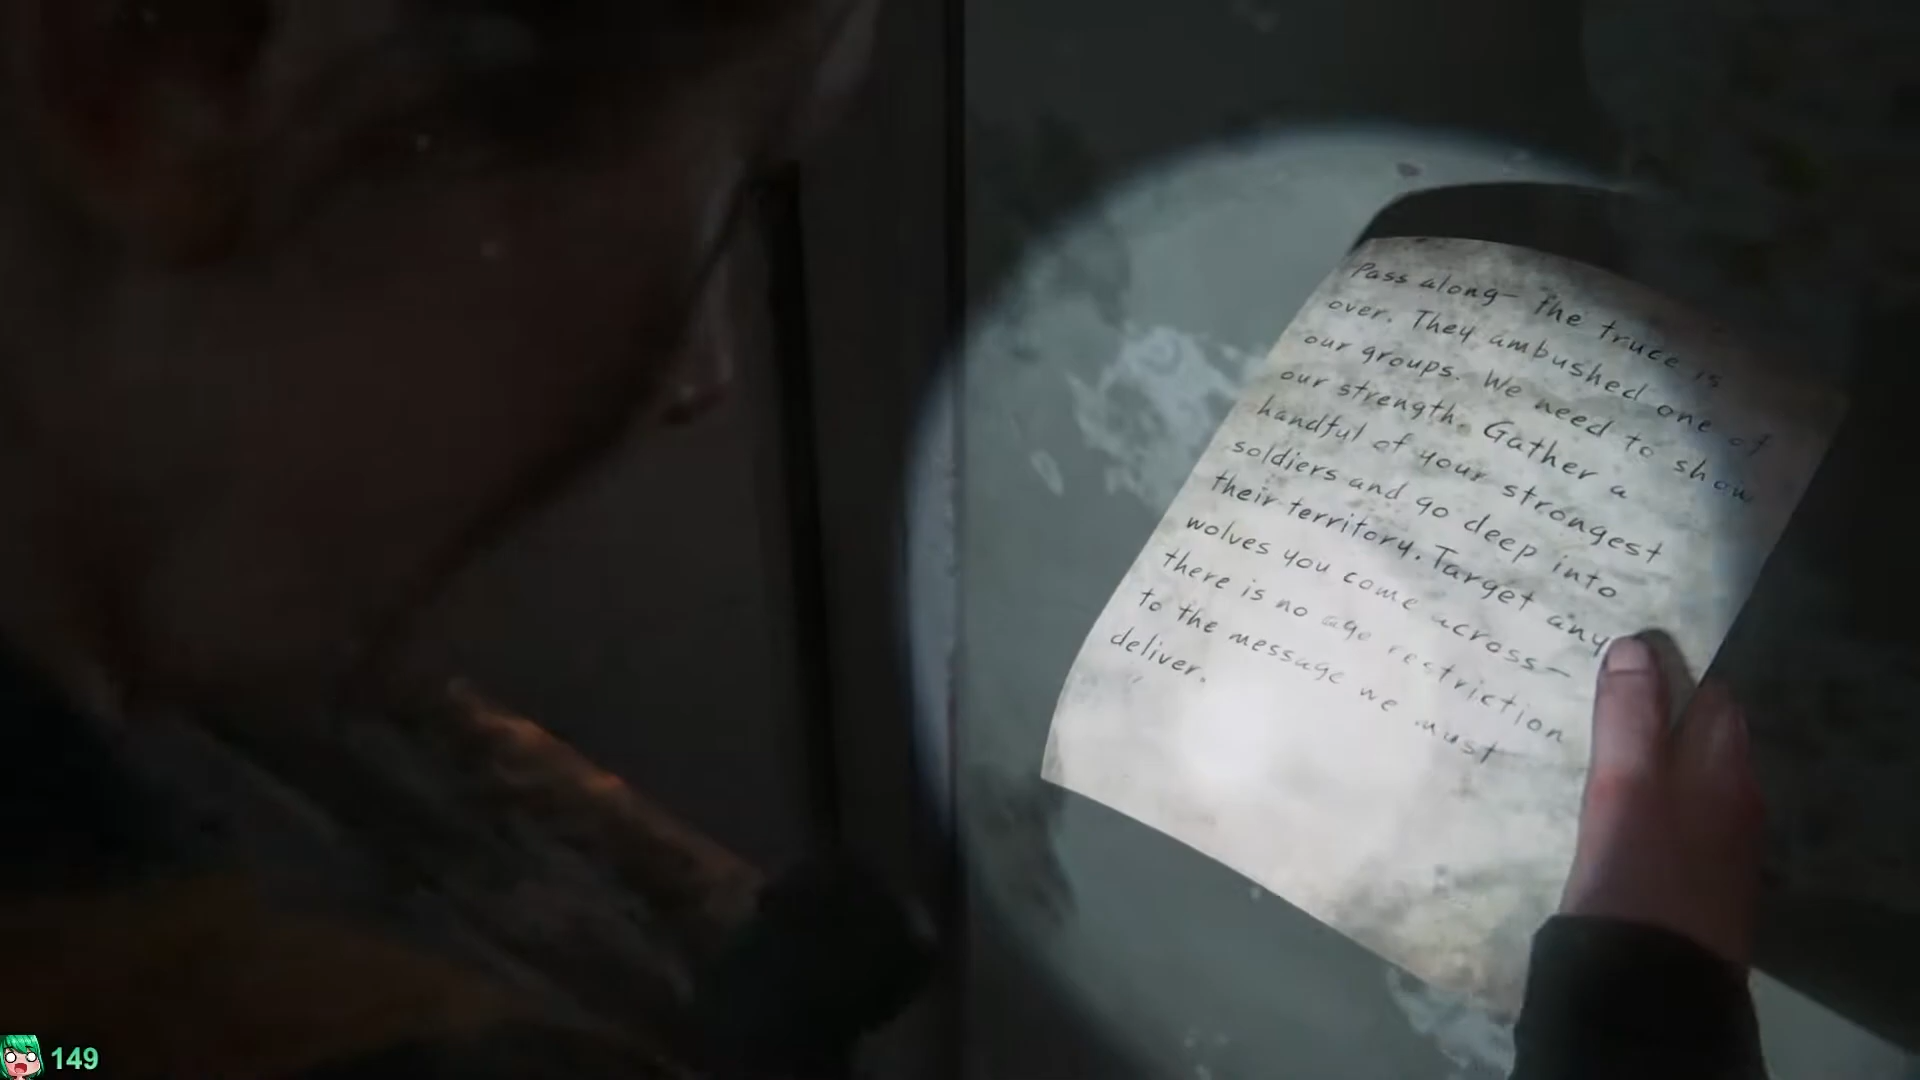 Pass along— the truce is
over. They ambushed one of
our groups. We need to show
our strength. Gather a
handful of your strongest
soldiers and go deep into
their territory. Target any
wolves you come across—
there is no age restriction
to the message we must
deliver.
149